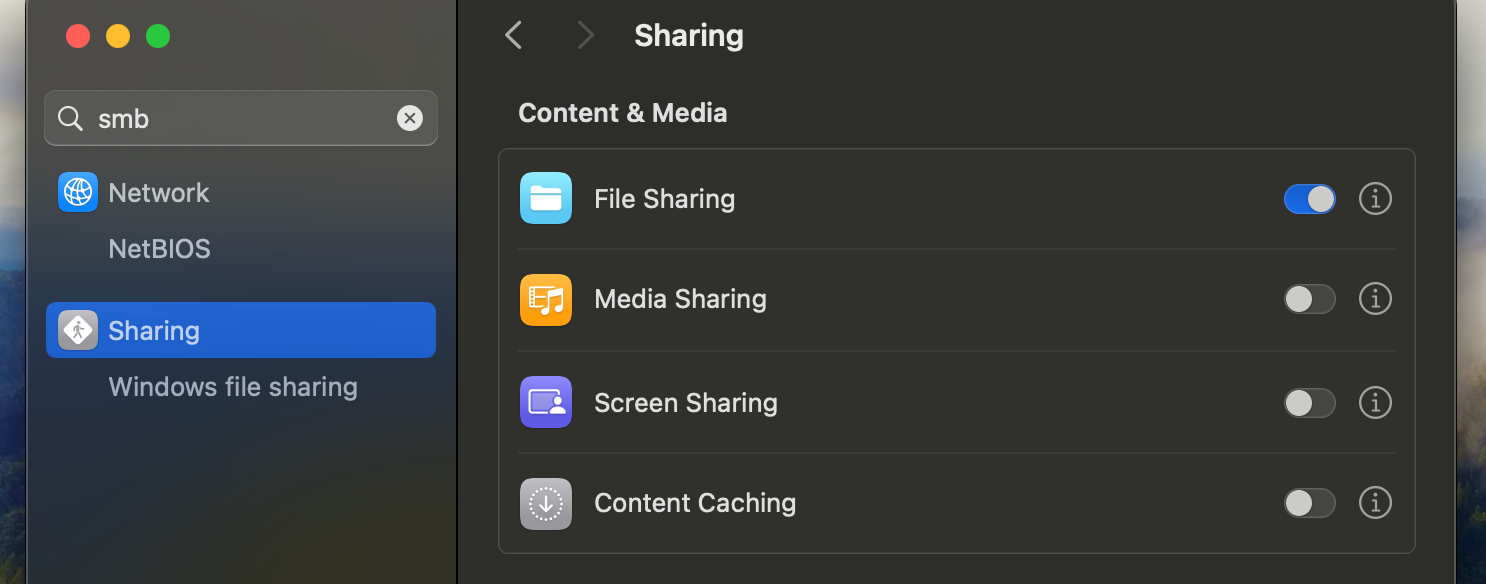 smb
Network
NetBIOS
Sharing
Windows file sharing
Sharing
Content & Media
File Sharing
Media Sharing
Screen Sharing
Content Caching